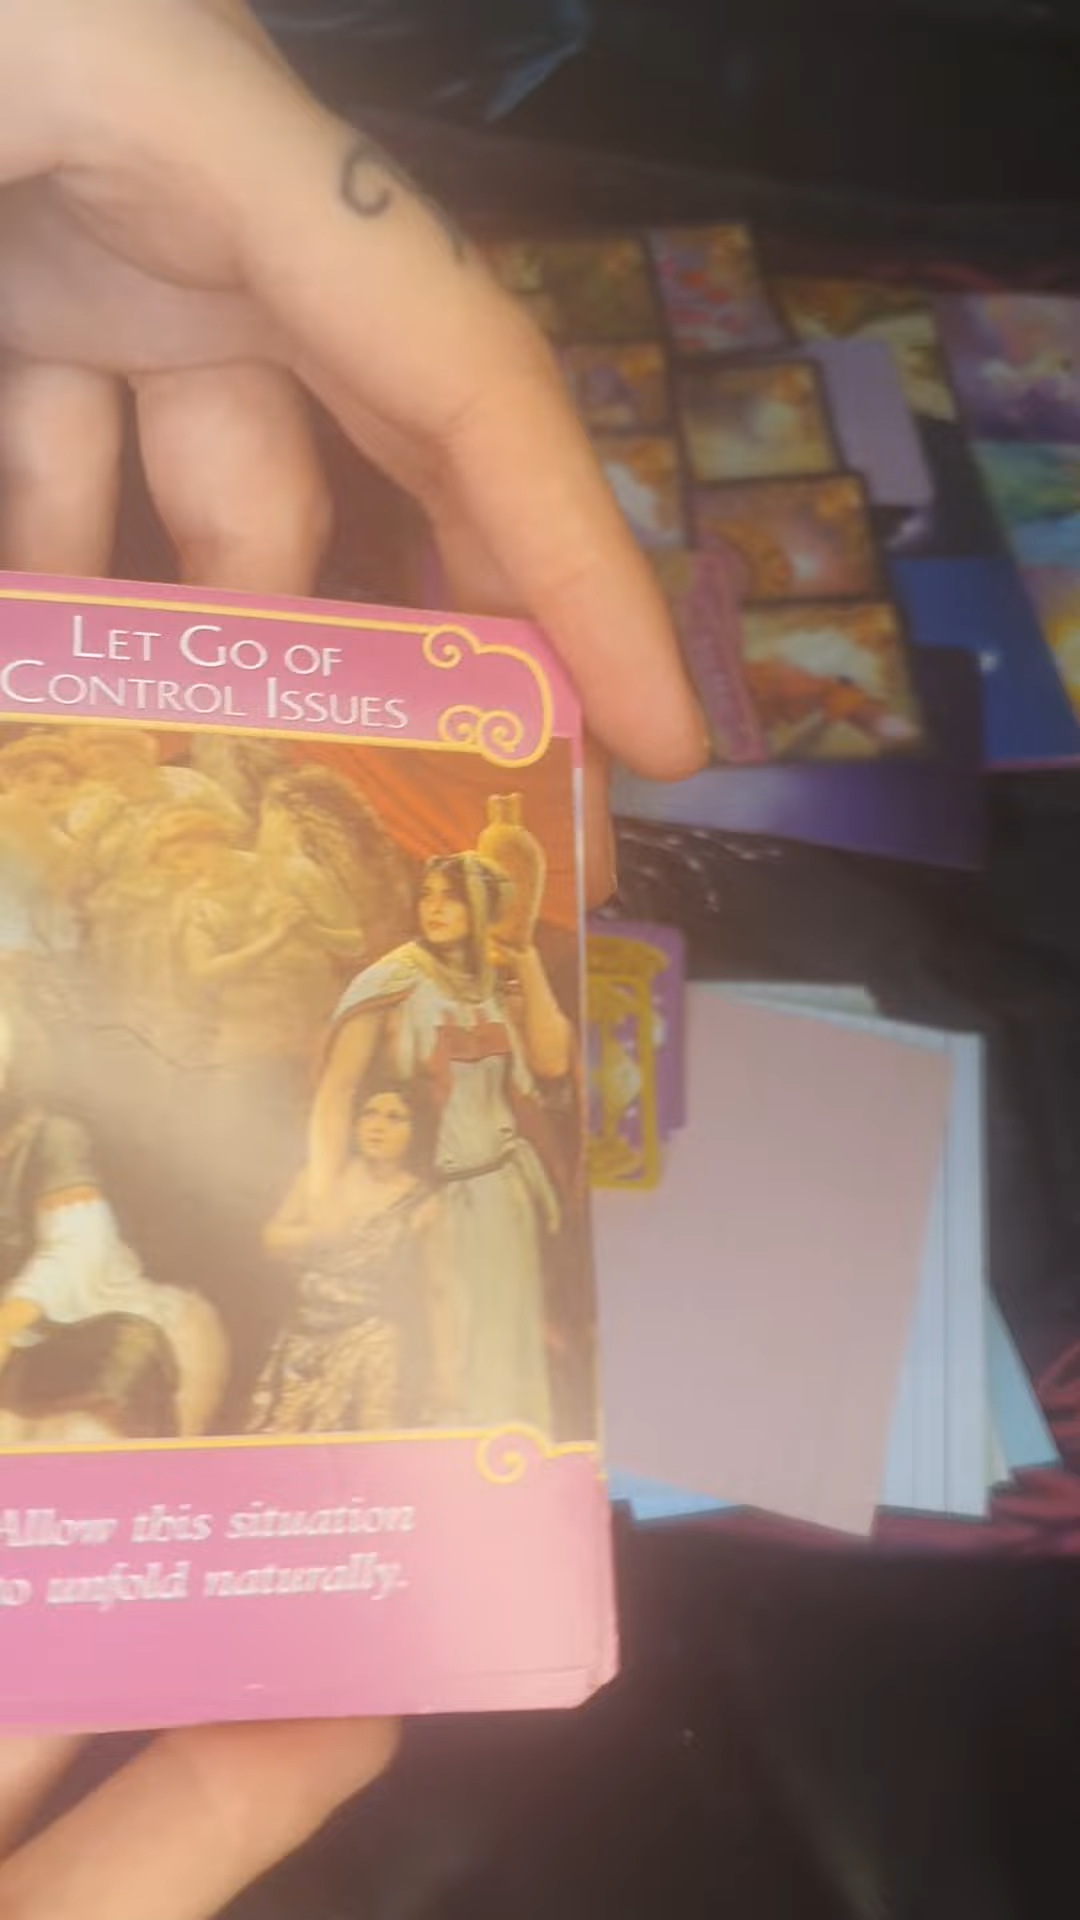 LET GO OF
CONTROL ISSUES
Allow this situation
to unfold naturally.